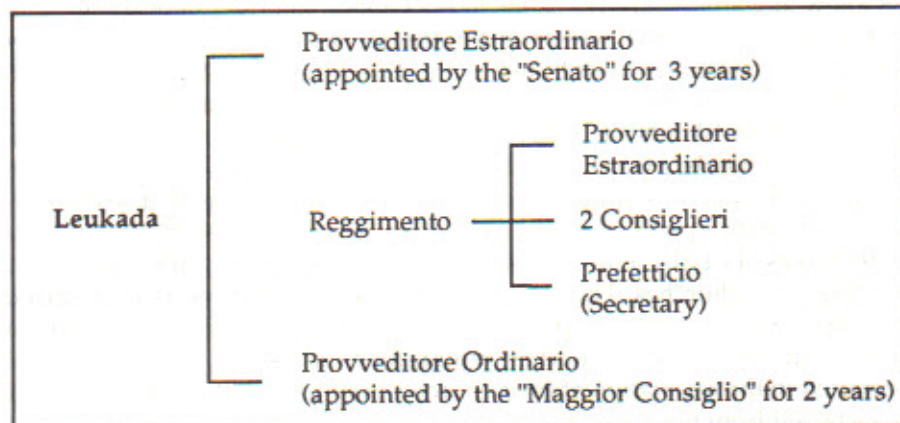 Provveditore Estraordinario
(appointed by the "Senato" for 3 years)
Provveditore
Estraordinario
Leukada
Reggimento
2 Consiglieri
Prefetticio
(Secretary)
Provveditore Ordinario
(appointed by the "Maggior Consiglio" for 2 years)